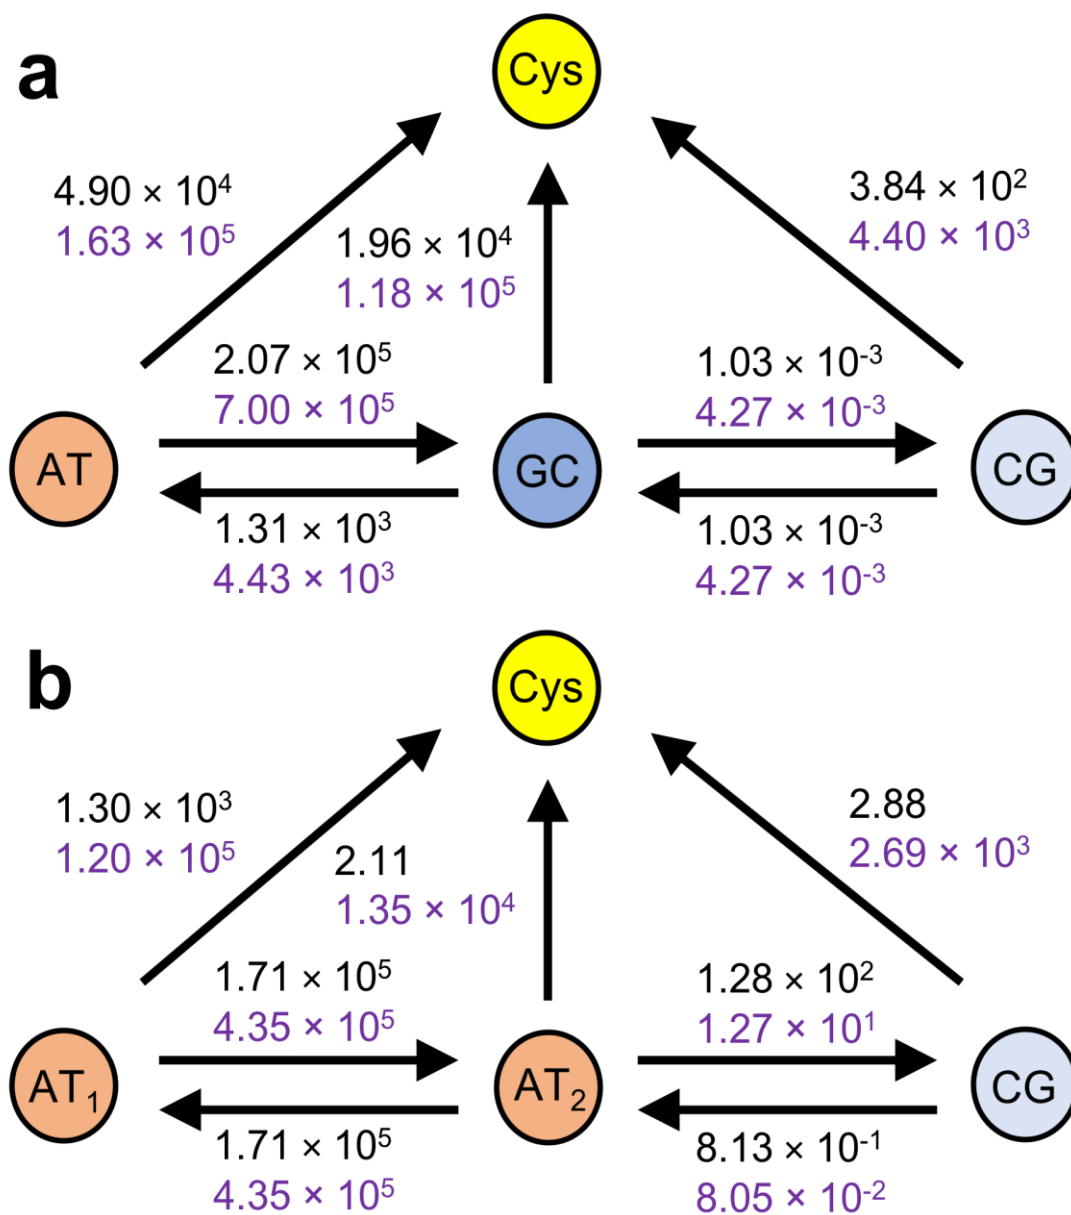 a
Cys
4.90 × 10⁴
1.63 × 10⁵
3.84 × 10²
4.40 × 10³
1.96 × 10⁴
1.18 × 10⁵
2.07 × 10⁵
7.00 × 10⁵
1.03 × 10⁻³
4.27 × 10⁻³
AT
GC
CG
1.31 × 10³
4.43 × 10³
1.03 × 10⁻³
4.27 × 10⁻³
b
Cys
1.30 × 10³
1.20 × 10⁵
2.88
2.69 × 10³
2.11
1.35 × 10⁴
1.71 × 10⁵
4.35 × 10⁵
1.28 × 10²
1.27 × 10¹
AT₁
AT₂
CG
1.71 × 10⁵
4.35 × 10⁵
8.13 × 10⁻¹
8.05 × 10⁻²